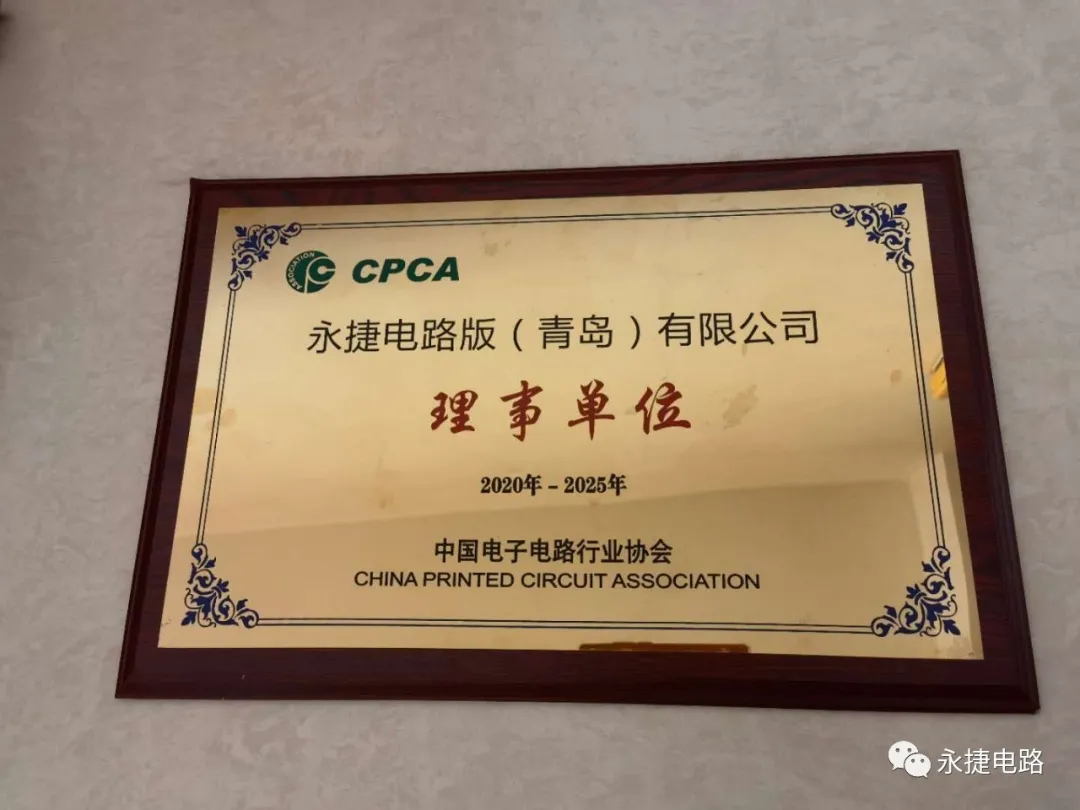 ASSOCIATION
CPCA
永捷电路版（青岛）有限公司
理事单位
2020年－2025年
中国电子电路行业协会
CHINA PRINTED CIRCUIT ASSOCIATION
永捷电路